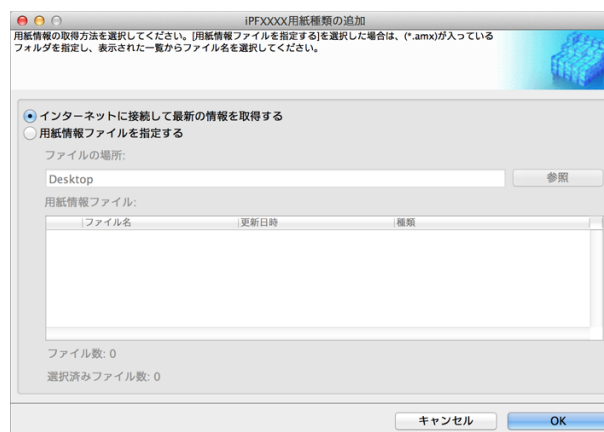 iPFXXXX用紙種類の追加
用紙情報の取得方法を選択してください。[用紙情報ファイルを指定する]を選択した場合は、(*.amx)が入っている
フォルダを指定し、表示された一覧からファイル名を選択してください。
インターネットに接続して最新の情報を取得する
用紙情報ファイルを指定する
ファイルの場所:
Desktop 参照
用紙情報ファイル:
ファイル名 更新日時 種類
ファイル数: 0
選択済みファイル数: 0
キャンセル OK